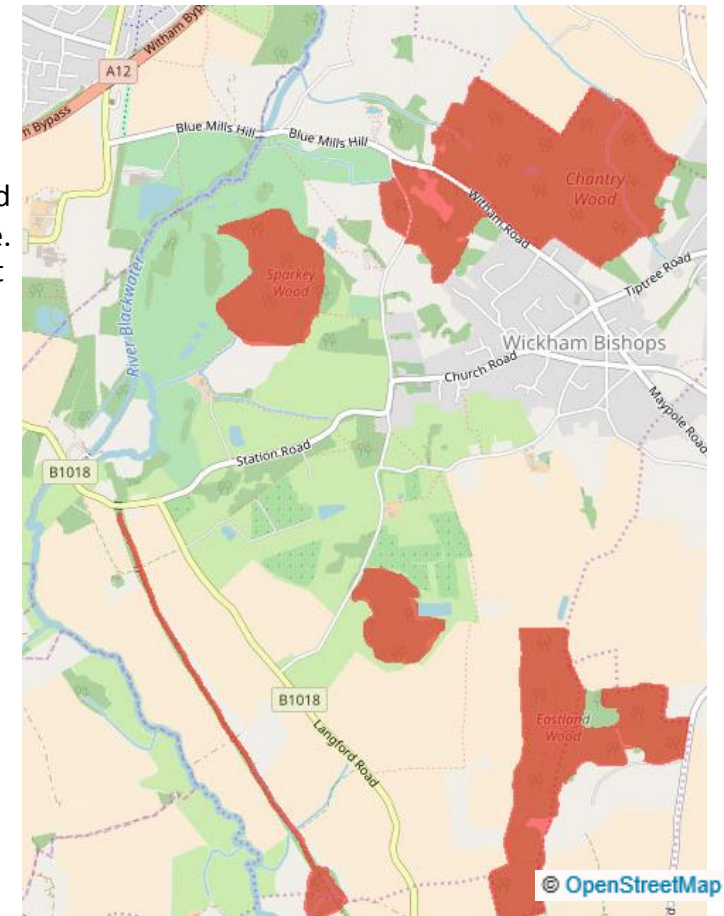 Witham Byp
A12
h Bypass
Blue Mills Hill
Blue Mills Hill
Chantry
Wood
Witham Road
d
e.
t
Sparkey
Wood
Tiptree Road
River Blackwater
Wickham Bishops
Church Road
Maypole Road
Station Road
B1018
B1018
Eastland
Wood
Langford Road
© OpenStreetMap